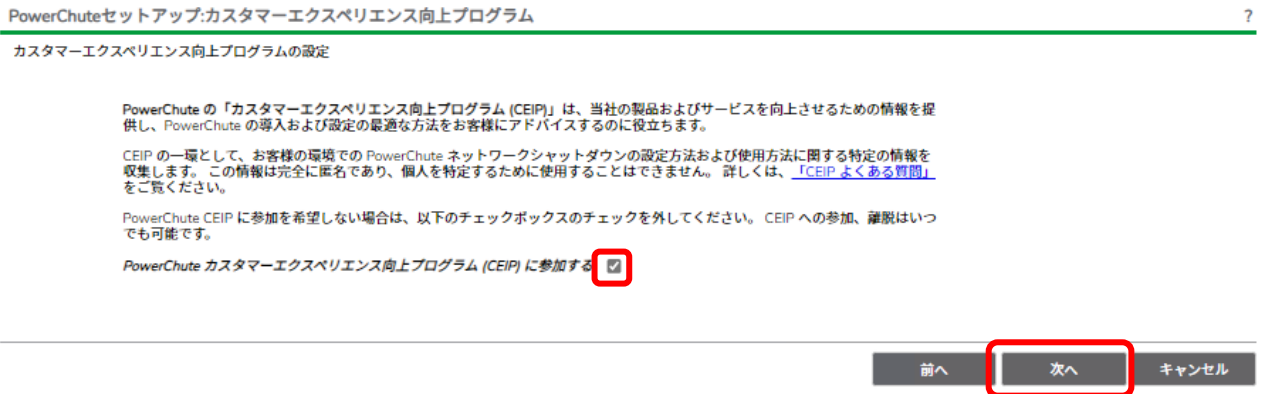 PowerChuteセットアップ:カスタマーエクスペリエンス向上プログラム
?
カスタマーエクスペリエンス向上プログラムの設定
PowerChute の「カスタマーエクスペリエンス向上プログラム (CEIP)」は、当社の製品およびサービスを向上させるための情報を提
供し、PowerChute の導入および設定の最適な方法をお客様にアドバイスするのに役立ちます。
CEIP の一環として、お客様の環境での PowerChute ネットワークシャットダウンの設定方法および使用方法に関する特定の情報を
収集します。 この情報は完全に匿名であり、個人を特定するために使用することはできません。 詳しくは、「CEIP よくある質問」
をご覧ください。
PowerChute CEIP に参加を希望しない場合は、以下のチェックボックスのチェックを外してください。 CEIP への参加、離脱はいつ
でも可能です。
PowerChute カスタマーエクスペリエンス向上プログラム (CEIP) に参加する
前へ
次へ
キャンセル